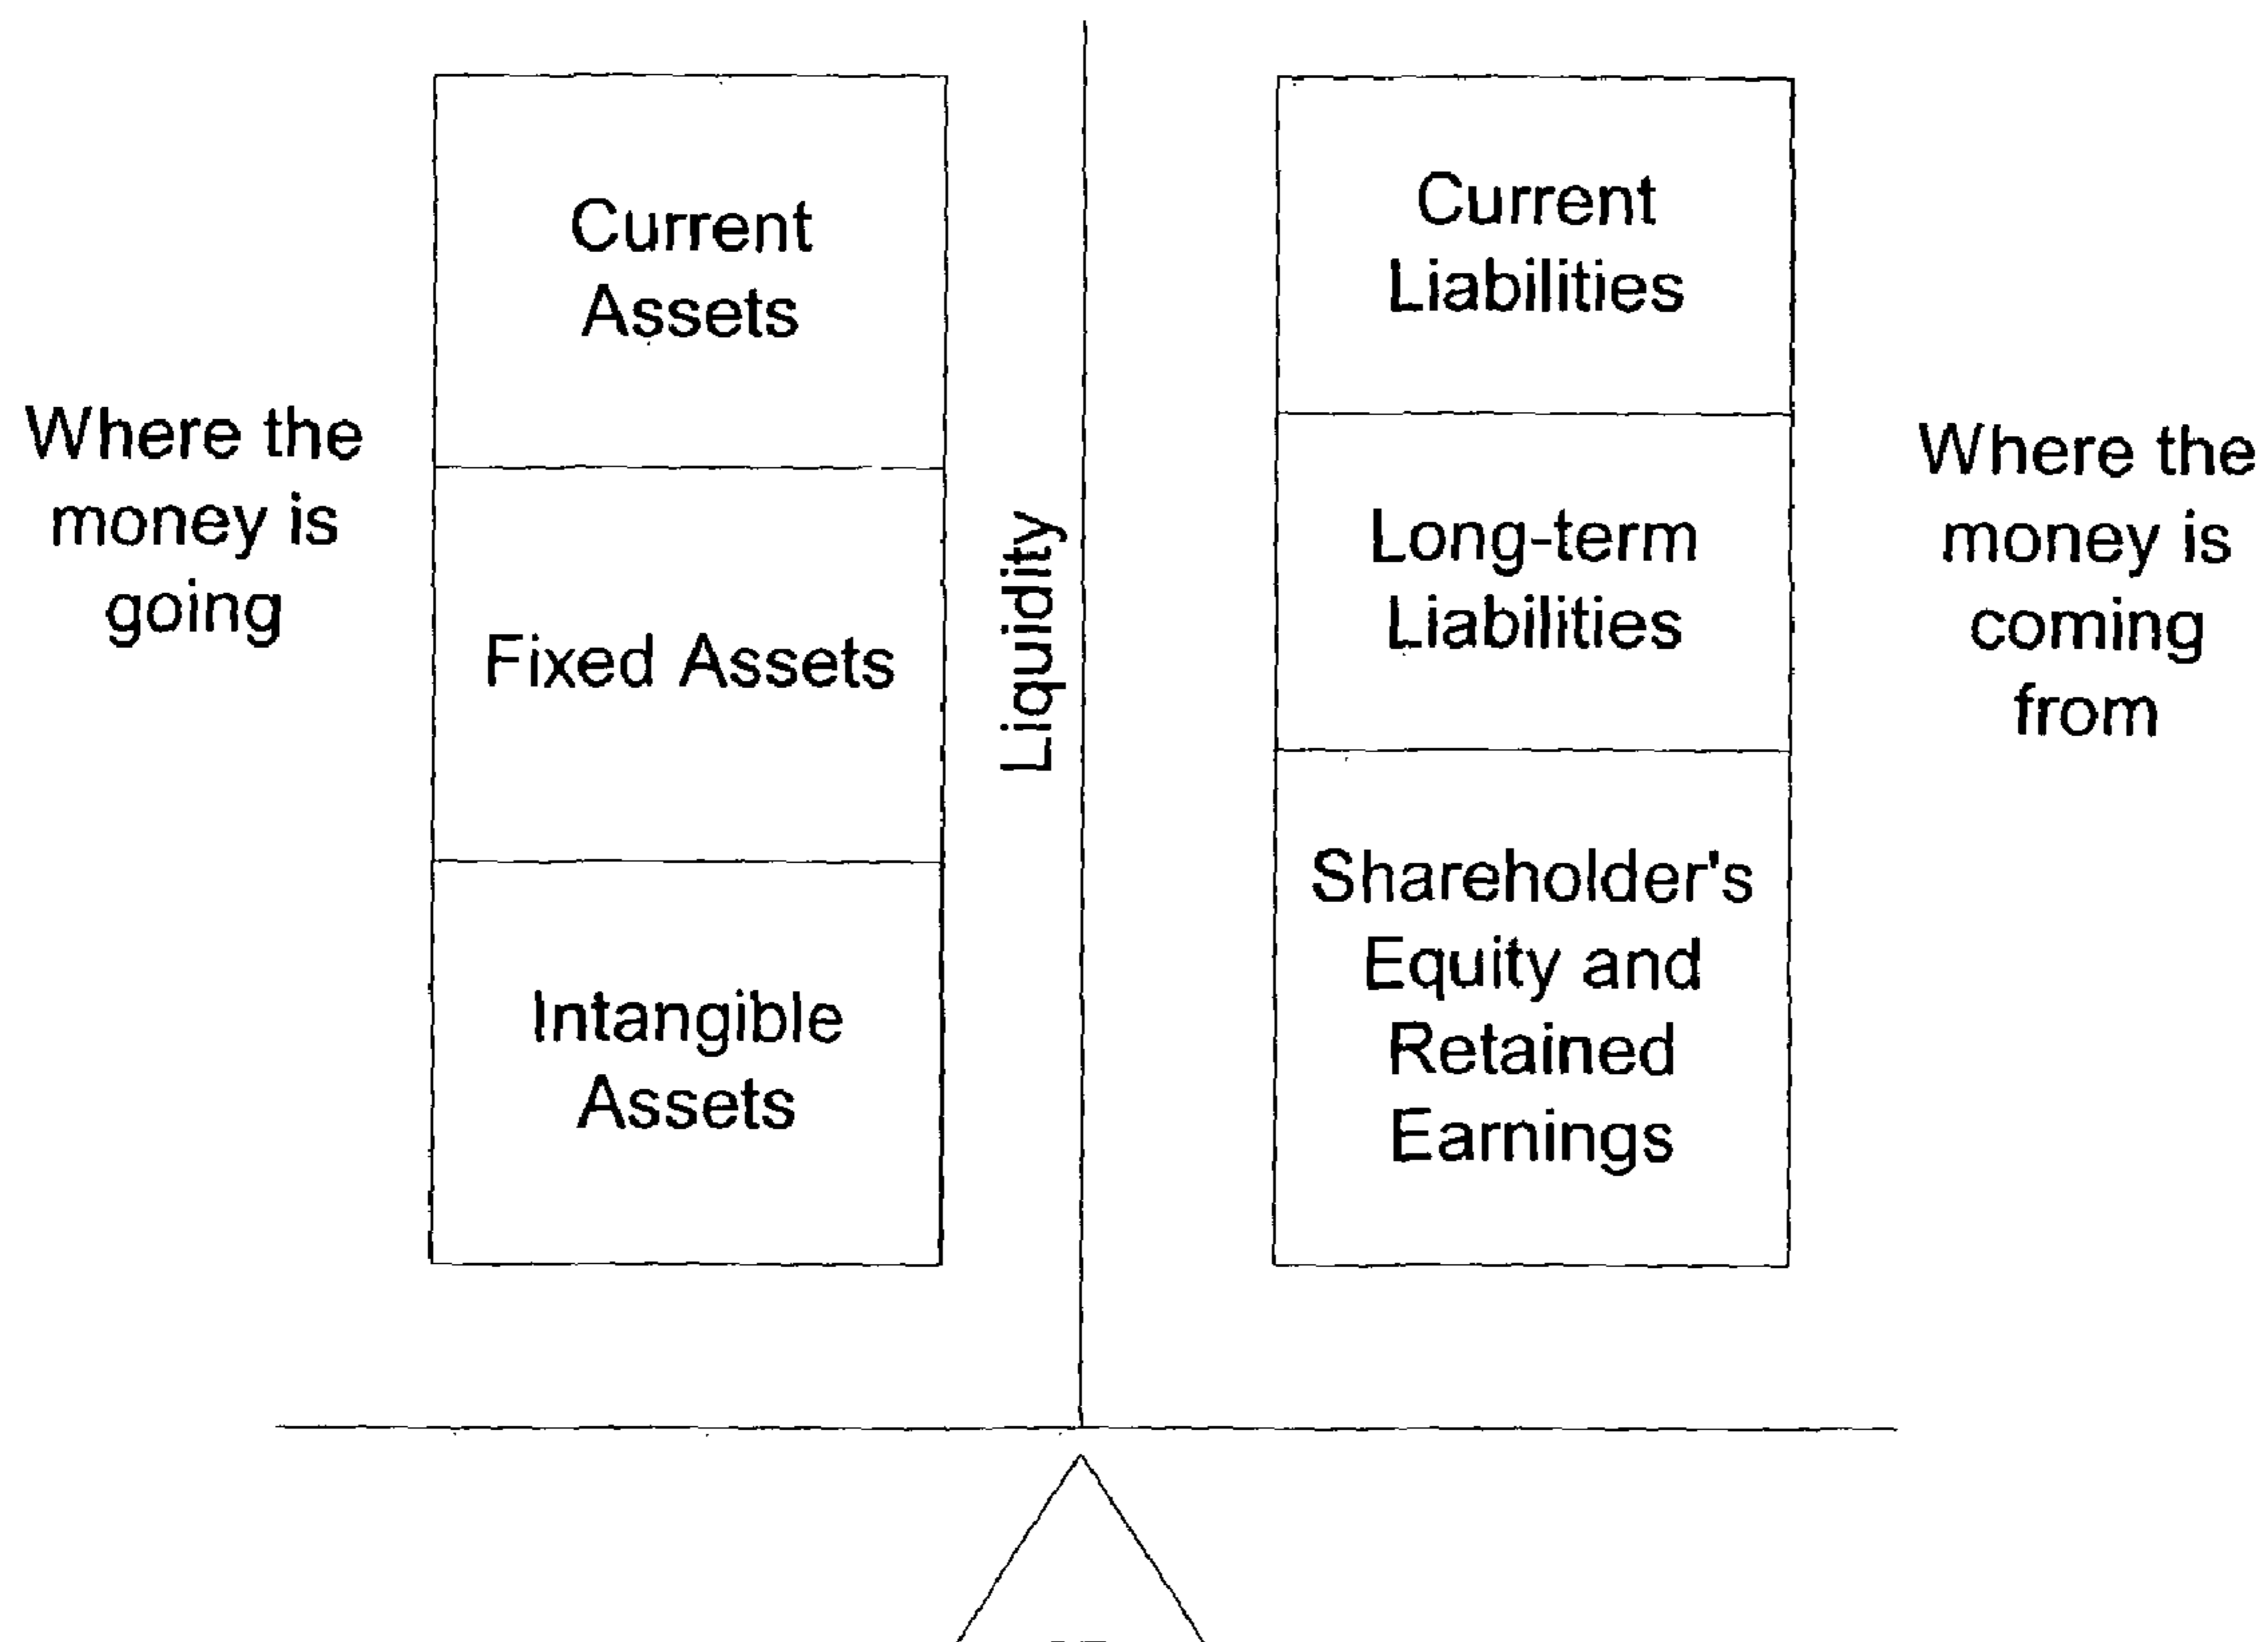 Where the
money is
going
Current
Assets
Fixed Assets
Intangible
Assets
Liquidity
Current
Liabilities
Long-term
Liabilities
Shareholder's
Equity and
Retained
Earnings
Where the
money is
coming
from